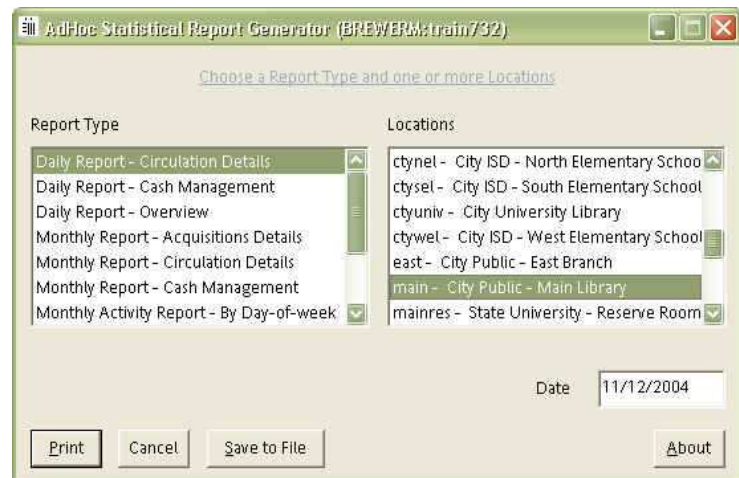 AdHoc Statistical Report Generator (BREWERM:train732)
Choose a Report Type and one or more Locations
Report Type
Daily Report - Circulation Details
Daily Report - Cash Management
Daily Report - Overview
Monthly Report - Acquisitions Details
Monthly Report - Circulation Details
Monthly Report - Cash Management
Monthly Activity Report - By Day-of-week
Locations
ctynel - City ISD - North Elementary Schoo
ctysel - City ISD - South Elementary School
ctyuniv - City University Library
ctywel - City ISD - West Elementary School
east - City Public - East Branch
main - City Public - Main Library
mainres - State University - Reserve Room
Date 11/12/2004
Print Cancel Save to File About